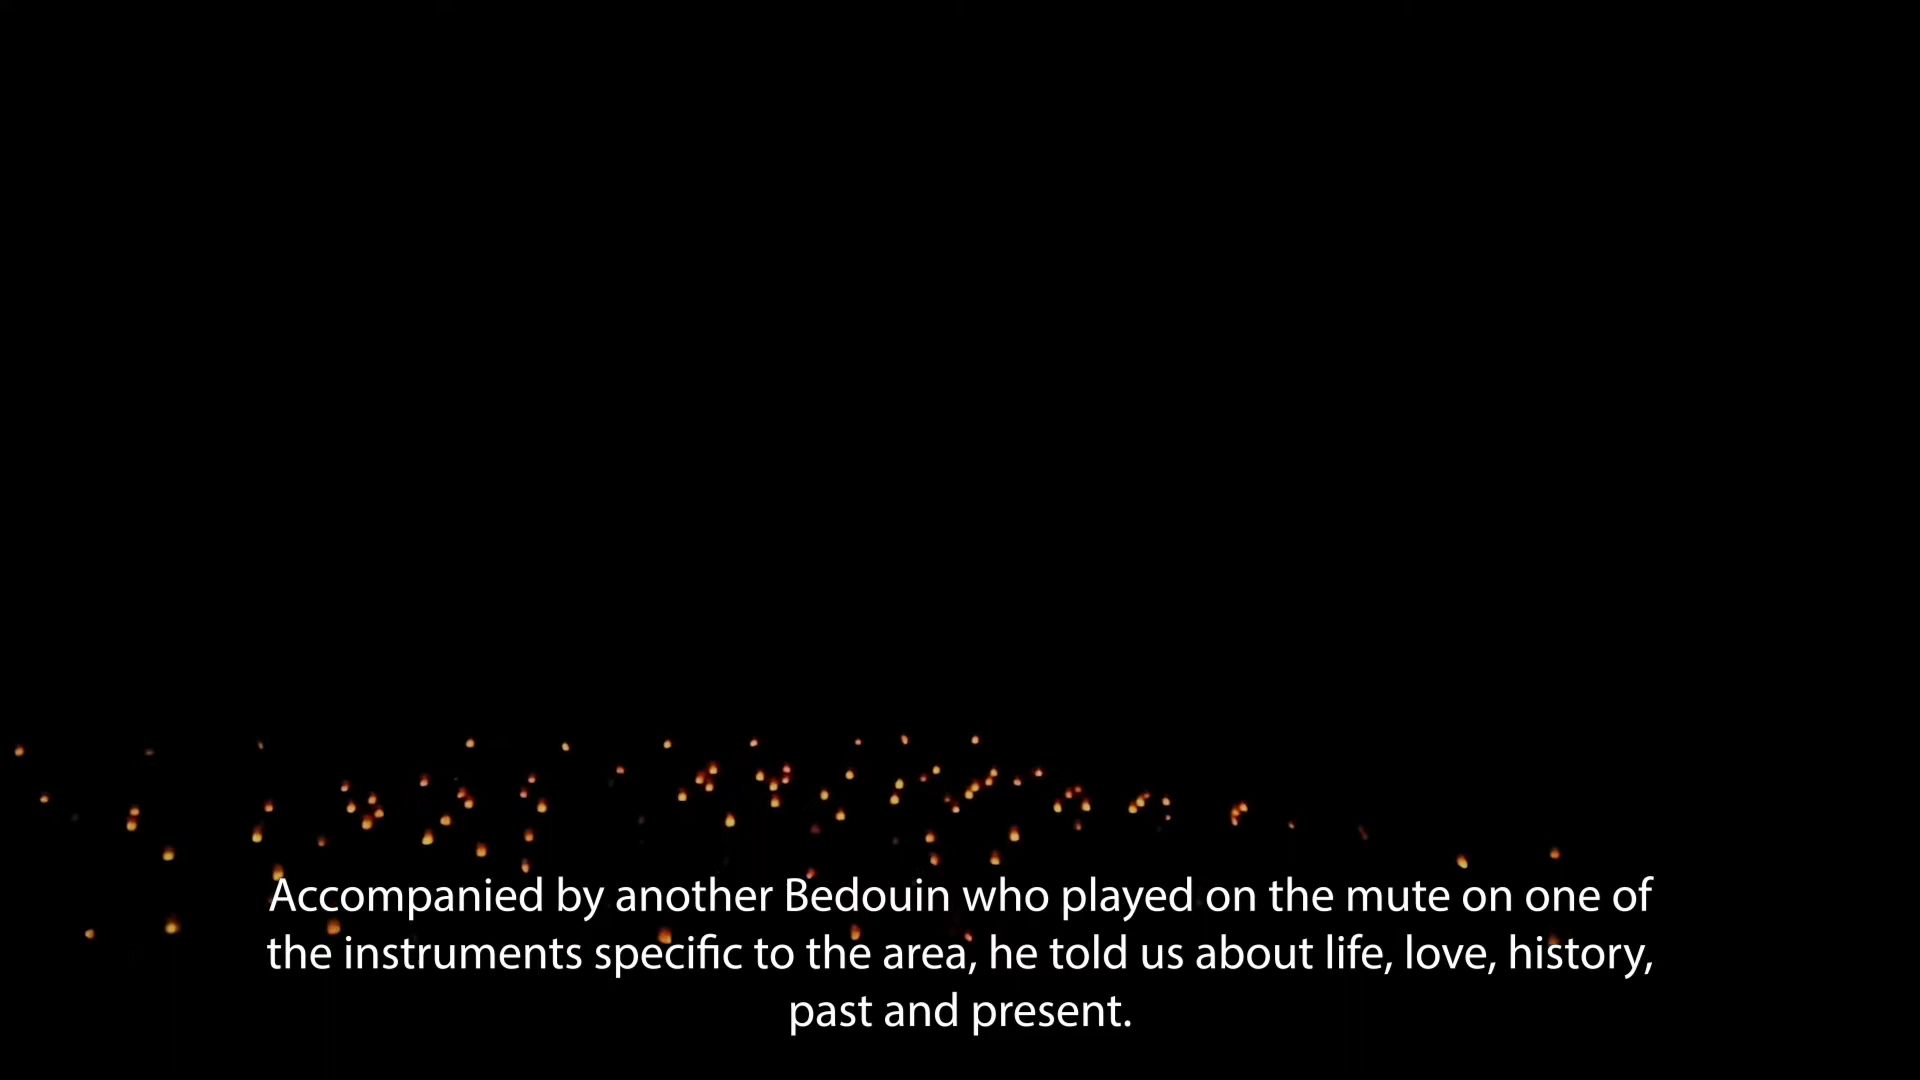 Accompanied by another Bedouin who played on the mute on one of
the instruments specific to the area, he told us about life, love, history,
past and present.